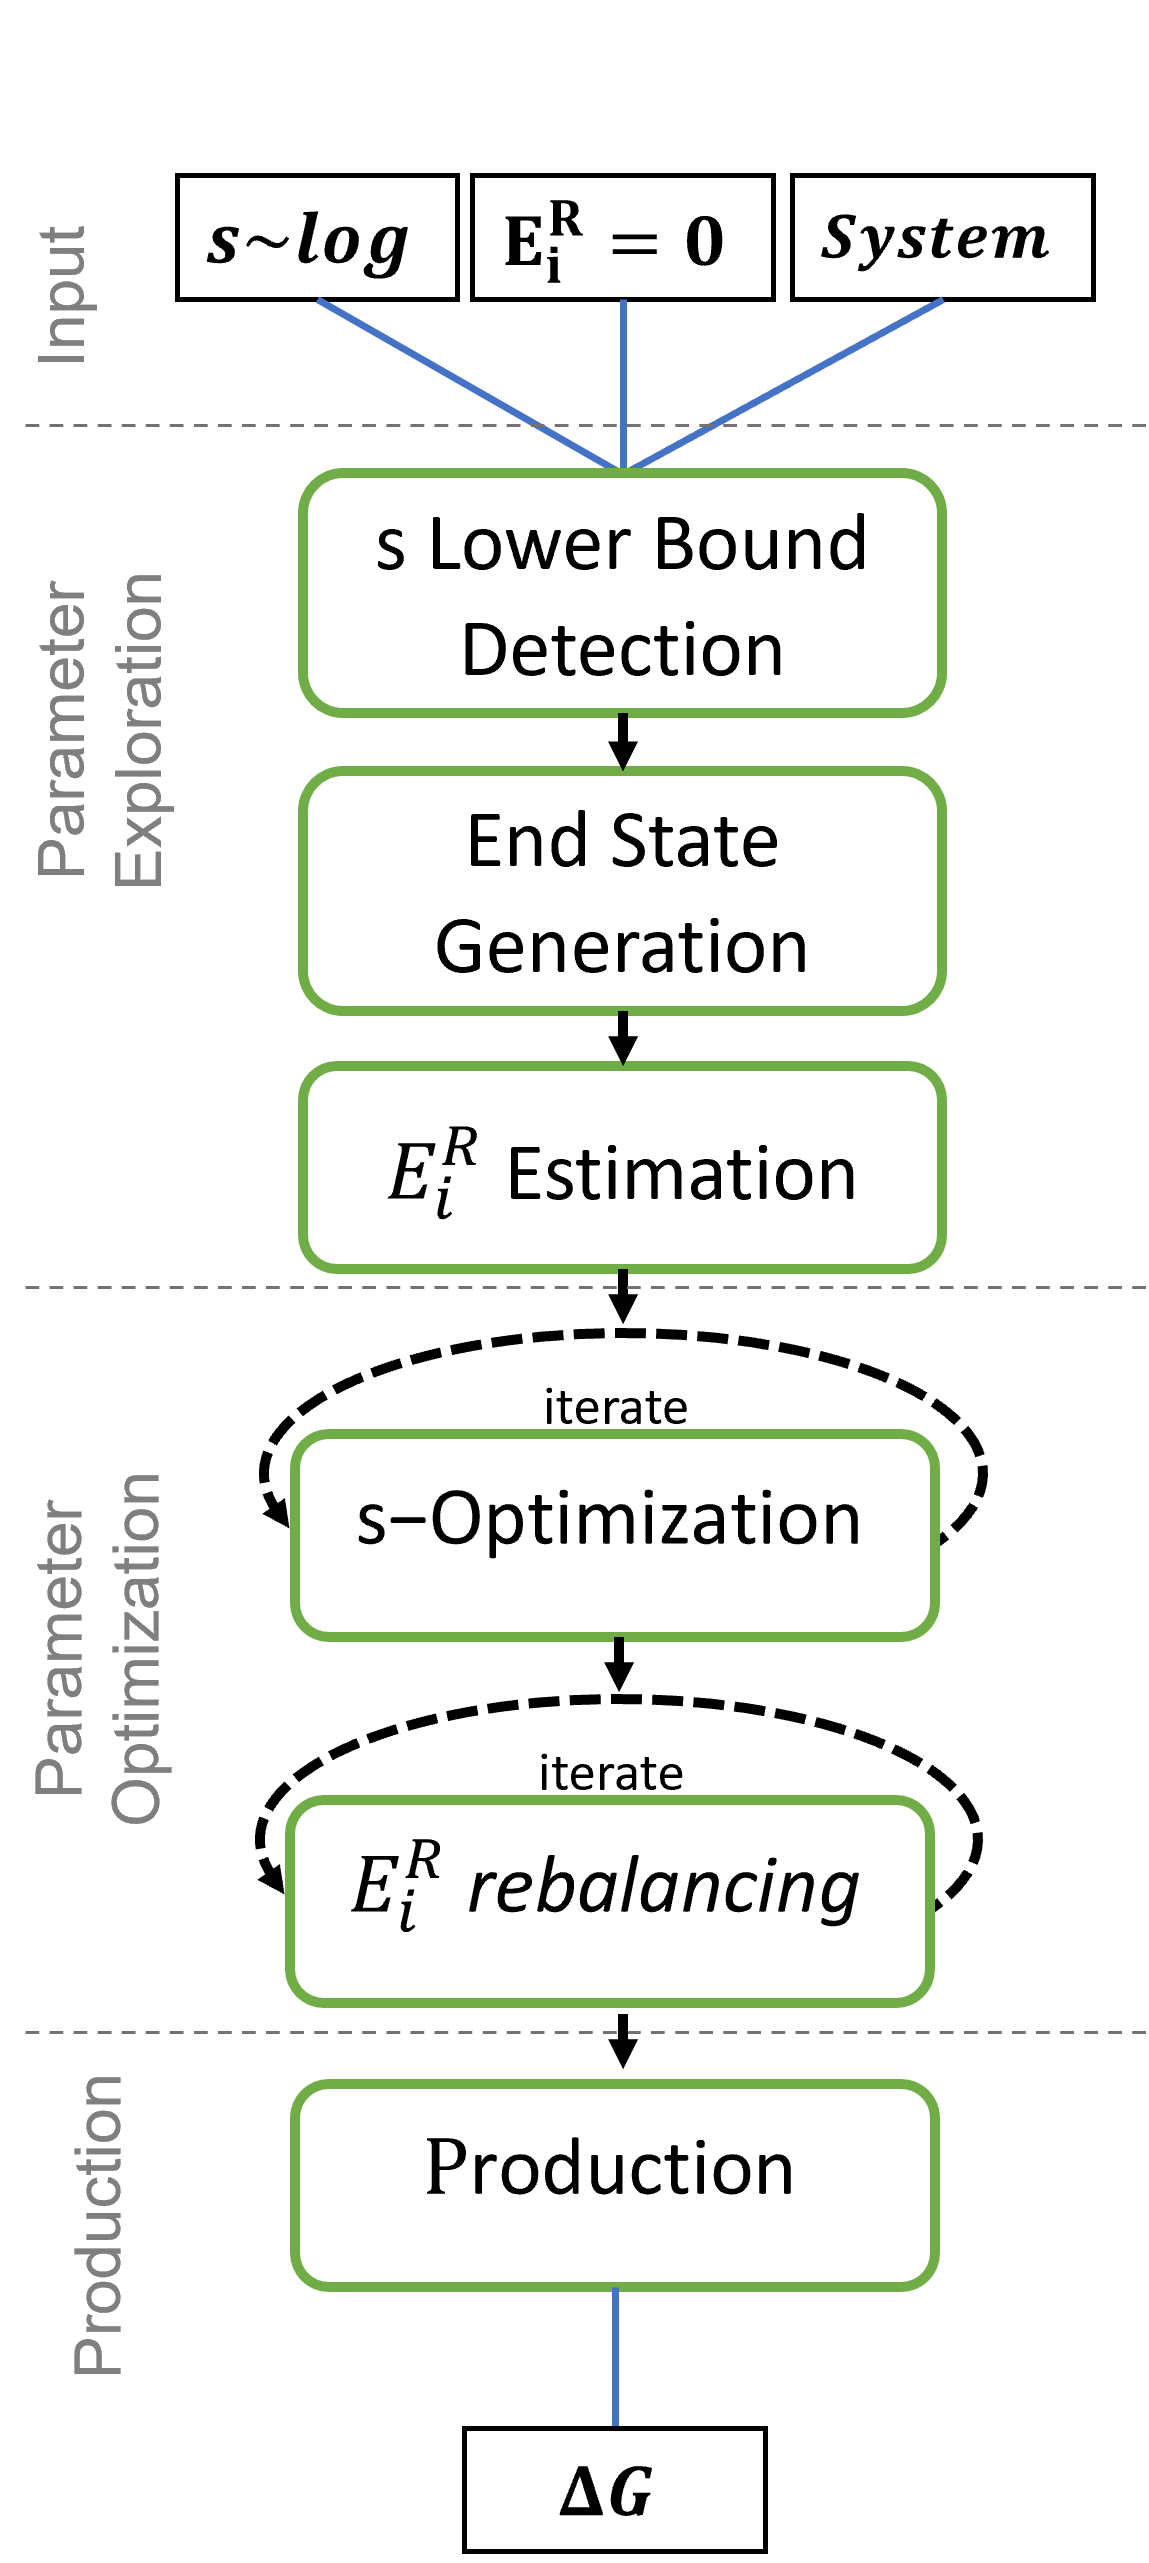 Input
s~log
E_i^R = 0
System
Parameter
Exploration
s Lower Bound
Detection
End State
Generation
E_i^R Estimation
Parameter
Optimization
iterate
s−Optimization
iterate
E_i^R rebalancing
Production
Production
ΔG